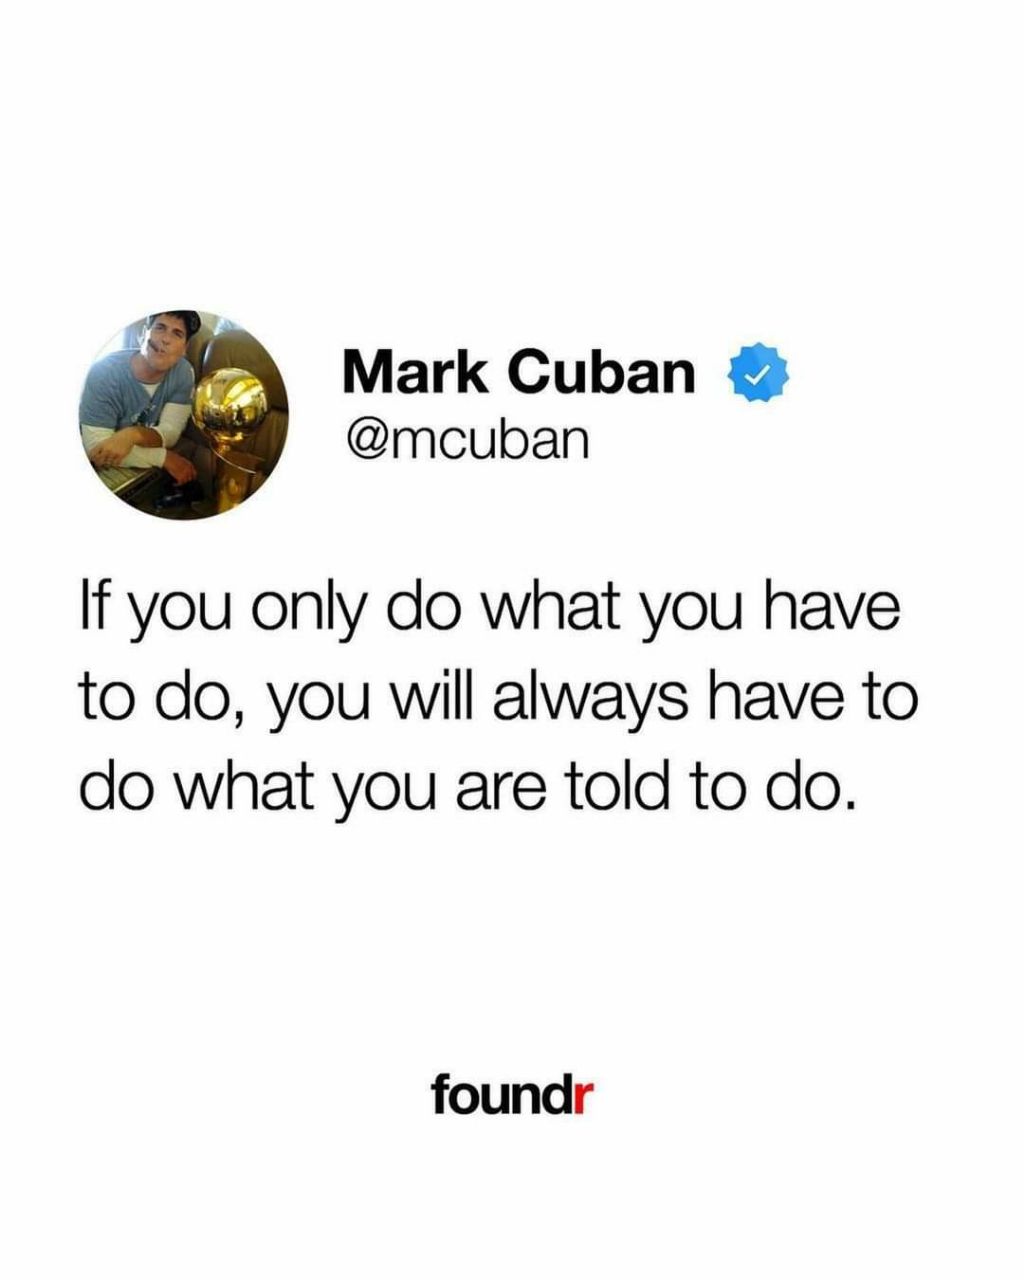 Mark Cuban
@mcuban
If you only do what you have
to do, you will always have to
do what you are told to do.
foundr